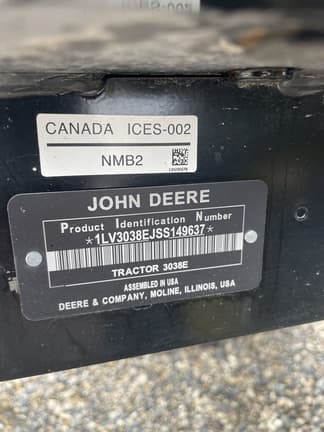 CANADA ICES-002
NMB2
JOHN DEERE
Product Identification Number
*1LV3038EJSS149637*
TRACTOR 3038E
ASSEMBLED IN USA
DEERE & COMPANY, MOLINE, ILLINOIS, USA